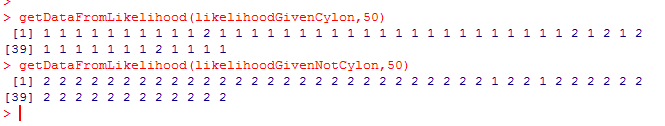 >
> getDataFromLikelihood(likelihoodGivenCylon,50)
[1] 1 1 1 1 1 1 1 1 1 1 2 1 1 1 1 1 1 1 1 1 1 1 1 1 1 1 1 1 1 1 1 1 1 2 1 2 1 2
[39] 1 1 1 1 1 1 1 2 1 1 1 1
> getDataFromLikelihood(likelihoodGivenNotCylon,50)
[1] 2 2 2 2 2 2 2 2 2 2 2 2 2 2 2 2 2 2 2 2 2 2 2 2 2 2 2 2 1 2 2 1 2 2 2 2 2 2
[39] 2 2 2 2 2 2 2 2 2 2 2 2
>